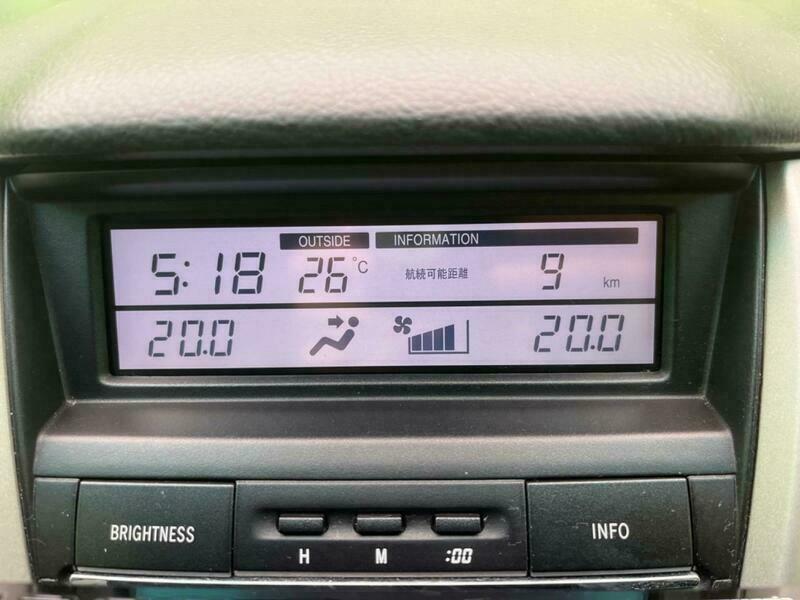 OUTSIDE INFORMATION
5:18 26°C 航続可能距離 9 km
20.0 20.0
BRIGHTNESS H M :00 INFO